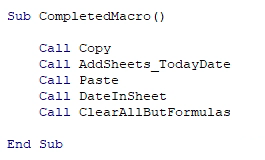 Sub CompletedMacro()
Call Copy
Call AddSheets_TodayDate
Call Paste
Call DateInSheet
Call ClearAllButFormulas
End Sub